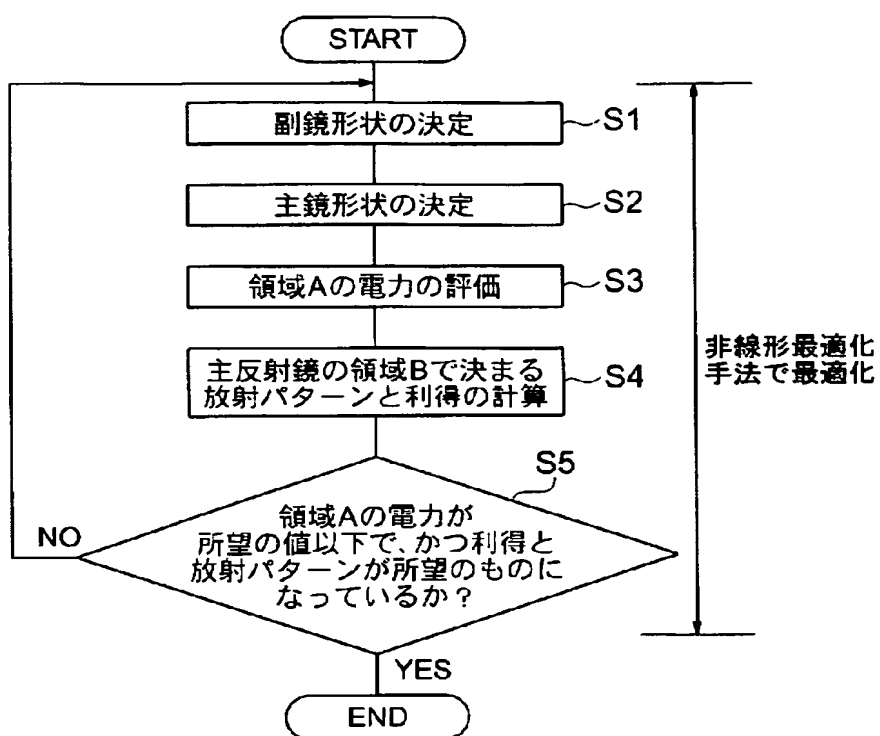 START
副鏡形状の決定
S1
主鏡形状の決定
S2
領域Aの電力の評価
S3
主反射鏡の領域Bで決まる
放射パターンと利得の計算
S4
非線形最適化
手法で最適化
S5
領域Aの電力が
所望の値以下で、かつ利得と
放射パターンが所望のものに
なっているか？
NO
YES
END